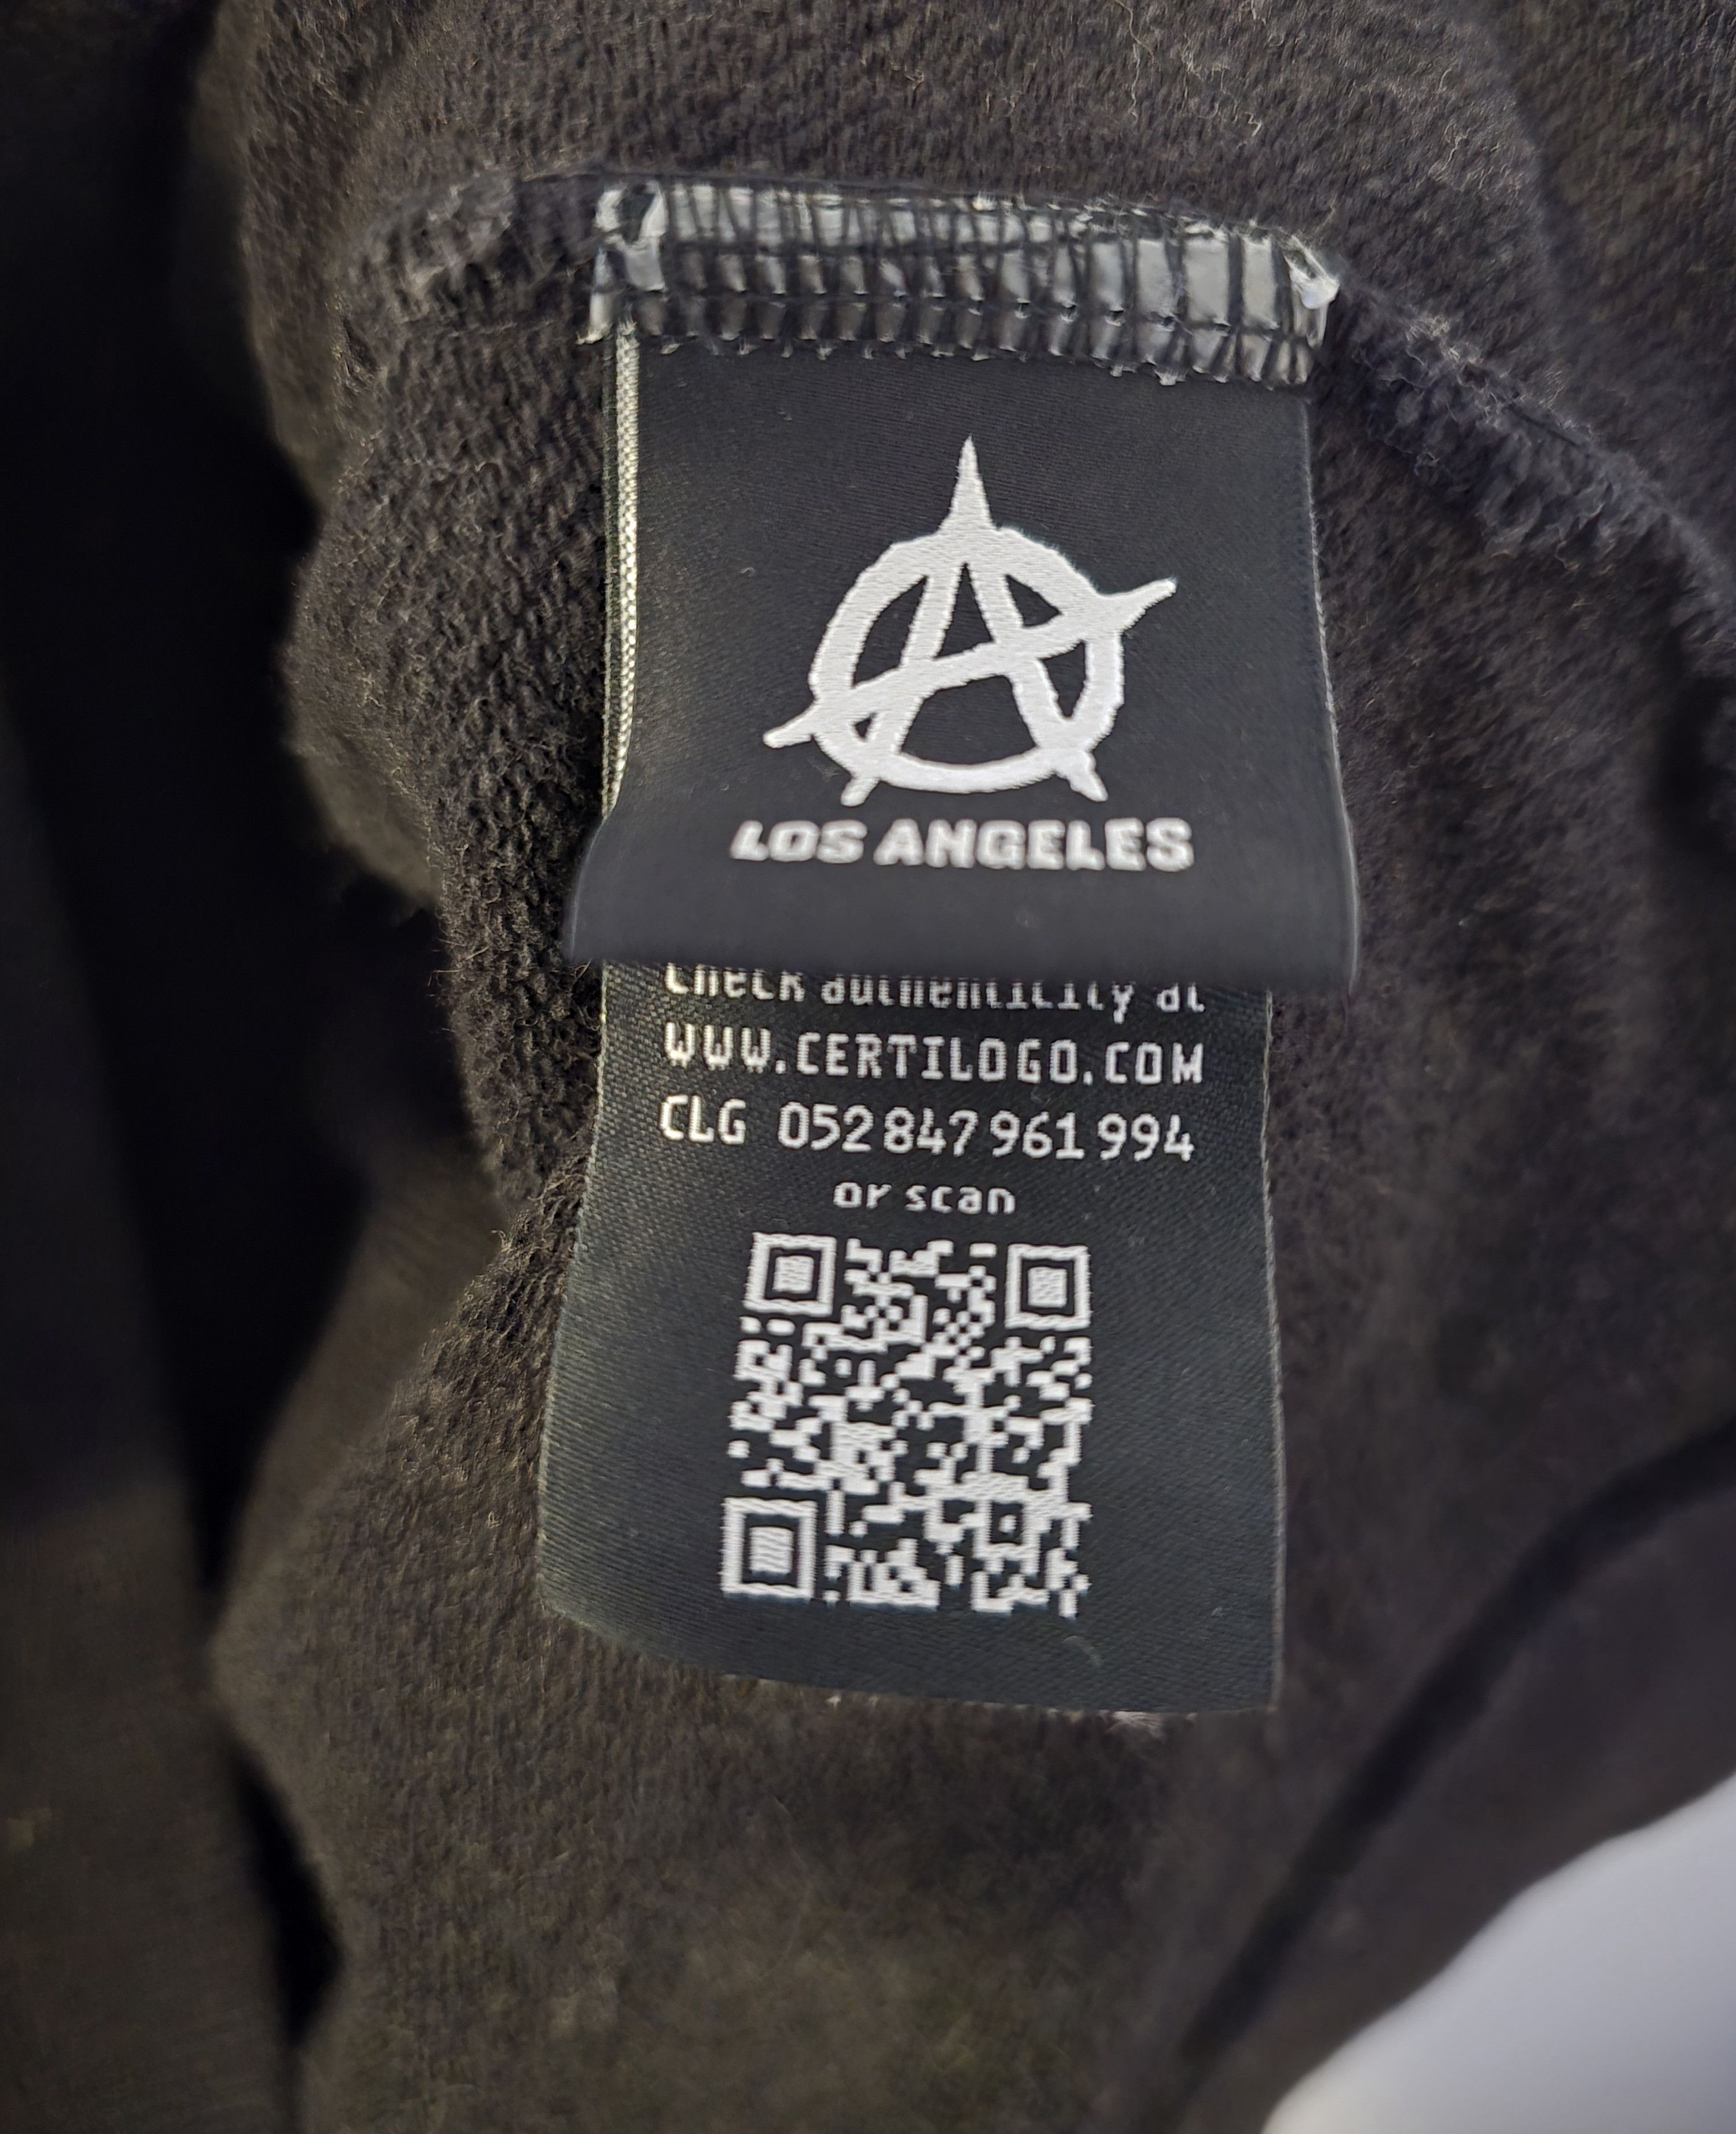 LOS ANGELES
Check authenticity at
WWW.CERTILOGO.COM
CLG 052847961994
or scan